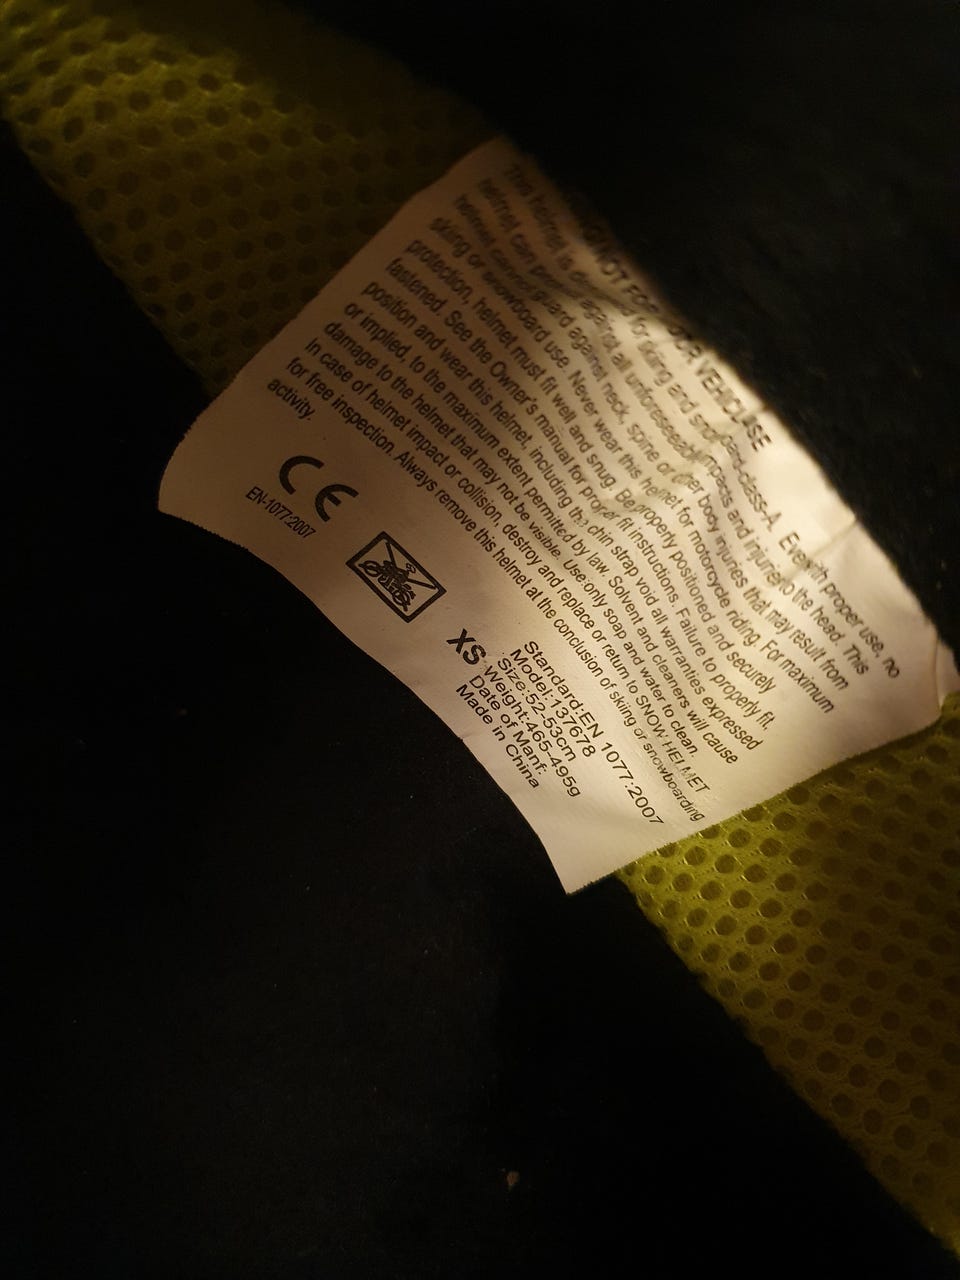 NOT FOR VEHICLE USE
This helmet is for skiing and class-A. Even with proper use, no
helmet can against all unforeseeable impacts and injuries to the head. This
helmet cannot guard against neck, spine or other body injuries that may result from
skiing or snowboard use. Never wear this helmet for motorcycle riding. For maximum
protection, helmet must fit well and snug. Be properly positioned and securely
fastened. See the Owner's manual for proper fit instructions. Failure to properly fit,
position and wear this helmet, including the chin strap void all warranties expressed
or implied, to the maximum extent permitted by law. Solvent and cleaners will cause
damage to the helmet that may not be visible. Use only soap and water to clean.
In case of helmet impact or collision, destroy and replace or return to SNOW HELMET
for free inspection. Always remove this helmet at the conclusion of skiing or snowboarding
activity.
CE
EN-1077:2007
XS
Standard:EN 1077:2007
Model:137678
Size:52-53cm
Weight:465-495g
Date of Manf:
Made in China